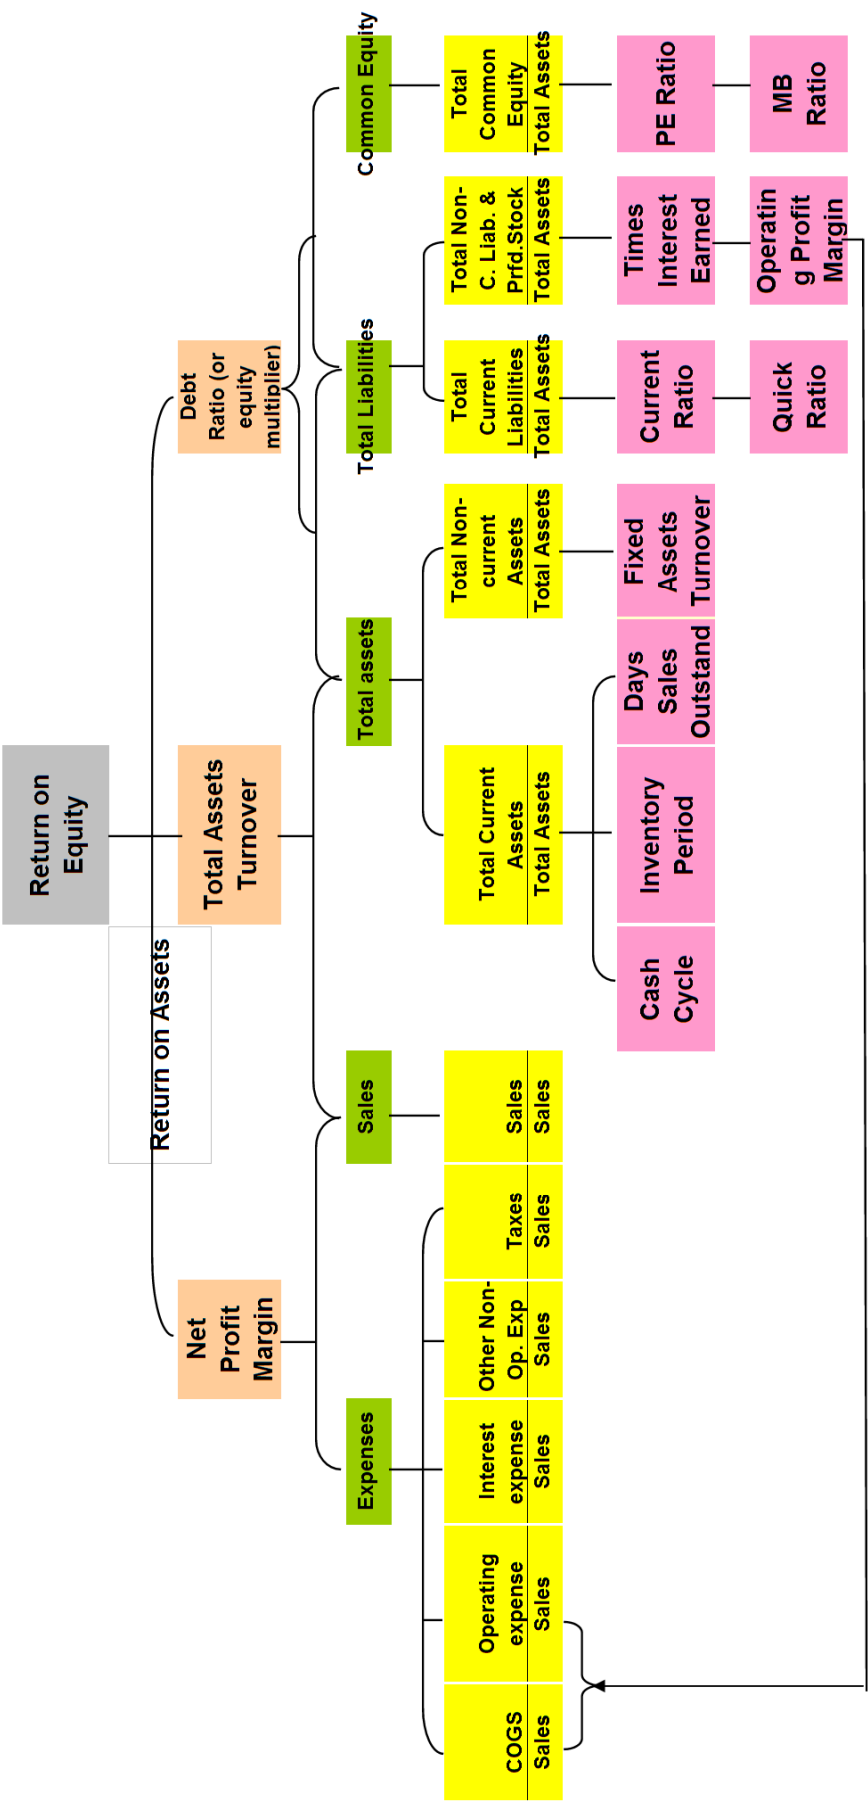 Return on
Equity
Return on Assets
Net
Profit
Margin
Total Assets
Turnover
Debt
Ratio (or
equity
multiplier)
Expenses
Sales
Total assets
Total Liabilities
Common Equity
COGS
Sales
Operating
expense
Sales
Interest
expense
Sales
Other Non-
Op. Exp
Sales
Taxes
Sales
Sales
Sales
Total Current
Assets
Total Assets
Total Non-
current
Assets
Total Assets
Total
Current
Liabilities
Total Assets
Total Non-
C. Liab. &
Prfd.Stock
Total Assets
Total
Common
Equity
Total Assets
Cash
Cycle
Inventory
Period
Days
Sales
Outstand
Fixed
Assets
Turnover
Current
Ratio
Times
Interest
Earned
PE Ratio
Quick
Ratio
Operatin
g Profit
Margin
MB
Ratio